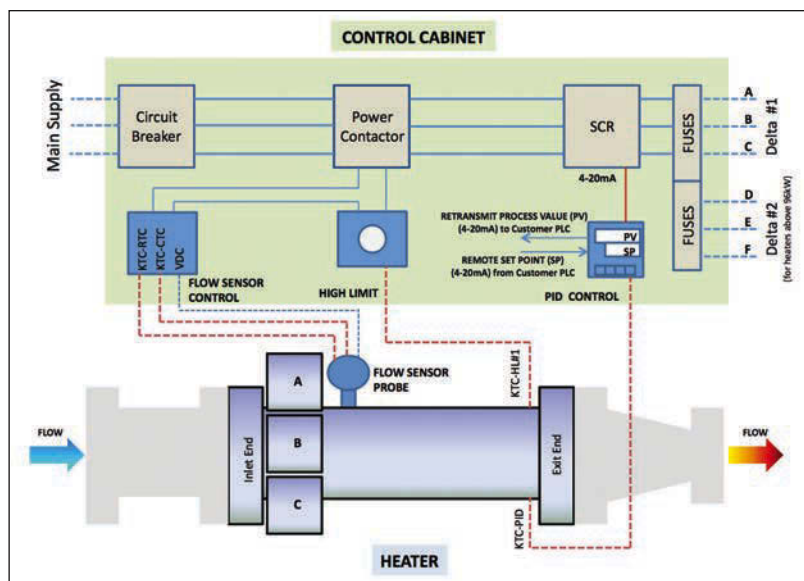 CONTROL CABINET
Main Supply
Circuit
Breaker
Power
Contactor
SCR
FUSES
A
B
C
Delta #1
4-20mA
FUSES
D
E
F
Delta #2
(for heaters above 96kW)
KTC-RTC
KTC-CTC
VDC
FLOW SENSOR
CONTROL
HIGH LIMIT
RETRANSMIT PROCESS VALUE (PV)
(4-20mA) to Customer PLC
REMOTE SET POINT (SP)
(4-20mA) from Customer PLC
PV
SP
PID CONTROL
FLOW SENSOR
PROBE
KTC-HL#1
A
B
C
FLOW
Inlet End
Exit End
FLOW
KTC-PID
HEATER